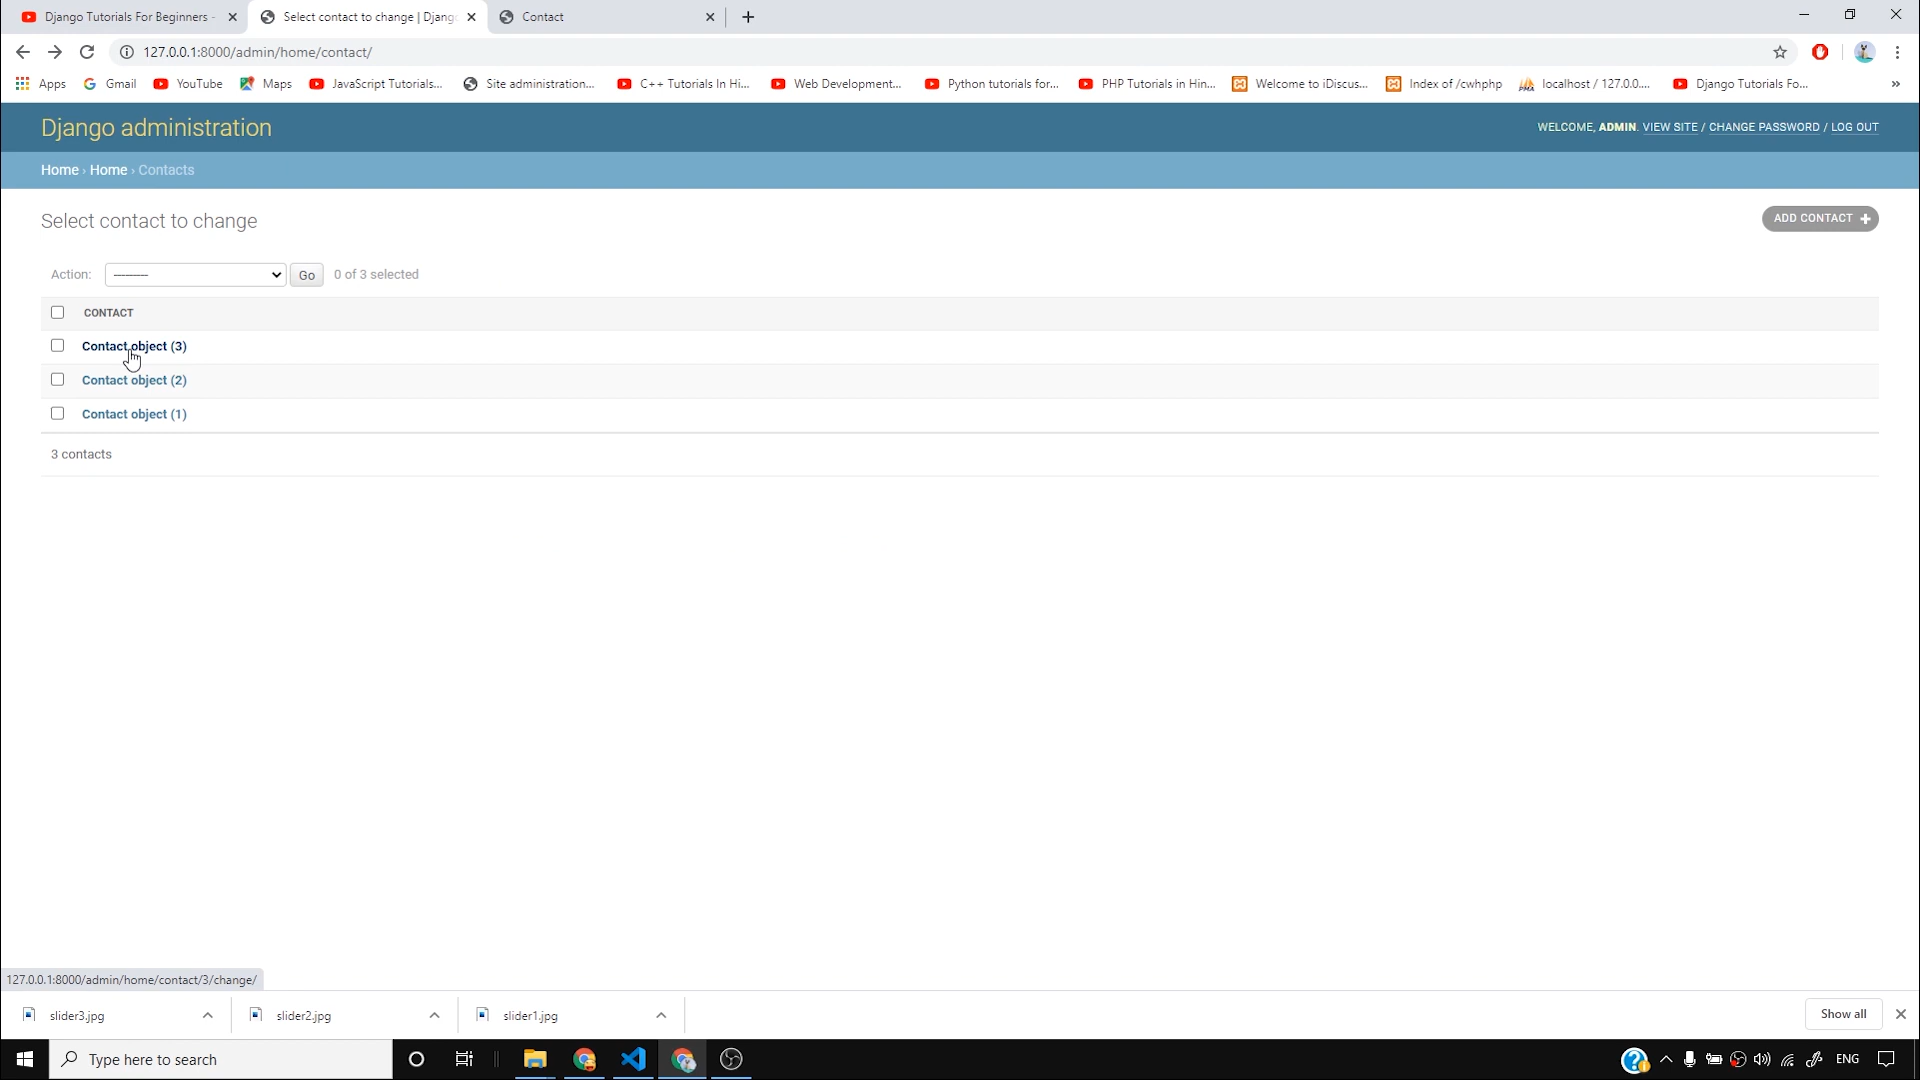 Django Tutorials For Beginners -
Select contact to change | Djang
Contact
127.0.0.1:8000/admin/home/contact/
Apps
Gmail
YouTube
Maps
JavaScript Tutorials...
Site administration...
C++ Tutorials In Hi...
Web Development...
Python tutorials for...
PHP Tutorials in Hin...
Welcome to iDiscus...
Index of /cwhphp
localhost / 127.0.0....
Django Tutorials Fo...
»
Django administration
WELCOME, ADMIN. VIEW SITE / CHANGE PASSWORD / LOG OUT
Home › Home › Contacts
Select contact to change
ADD CONTACT +
Action:
---------
Go
0 of 3 selected
CONTACT
Contact object (3)
Contact object (2)
Contact object (1)
3 contacts
127.0.0.1:8000/admin/home/contact/3/change/
slider3.jpg
slider2.jpg
slider1.jpg
Show all
Type here to search
ENG